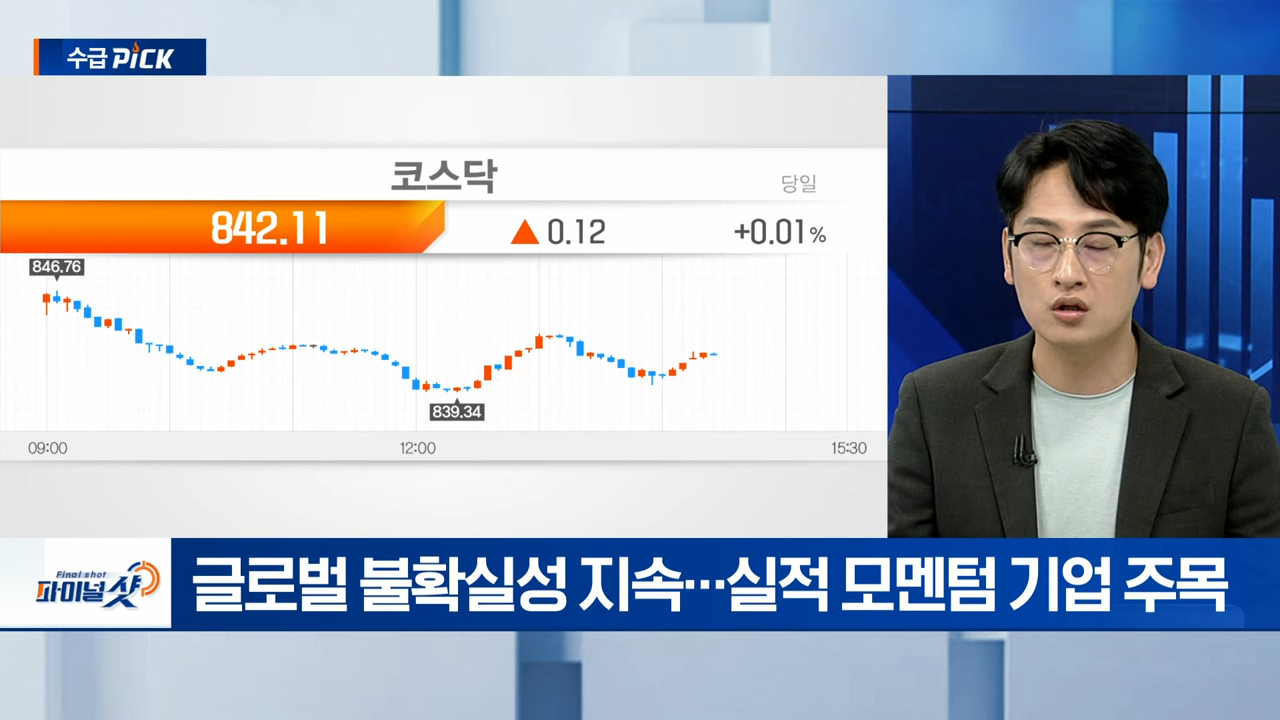 수급 PiCK
코스닥
당일
842.11
▲ 0.12
+0.01%
846.76
839.34
09:00
12:00
15:30
Final shot
파이널샷
글로벌 불확실성 지속…실적 모멘텀 기업 주목